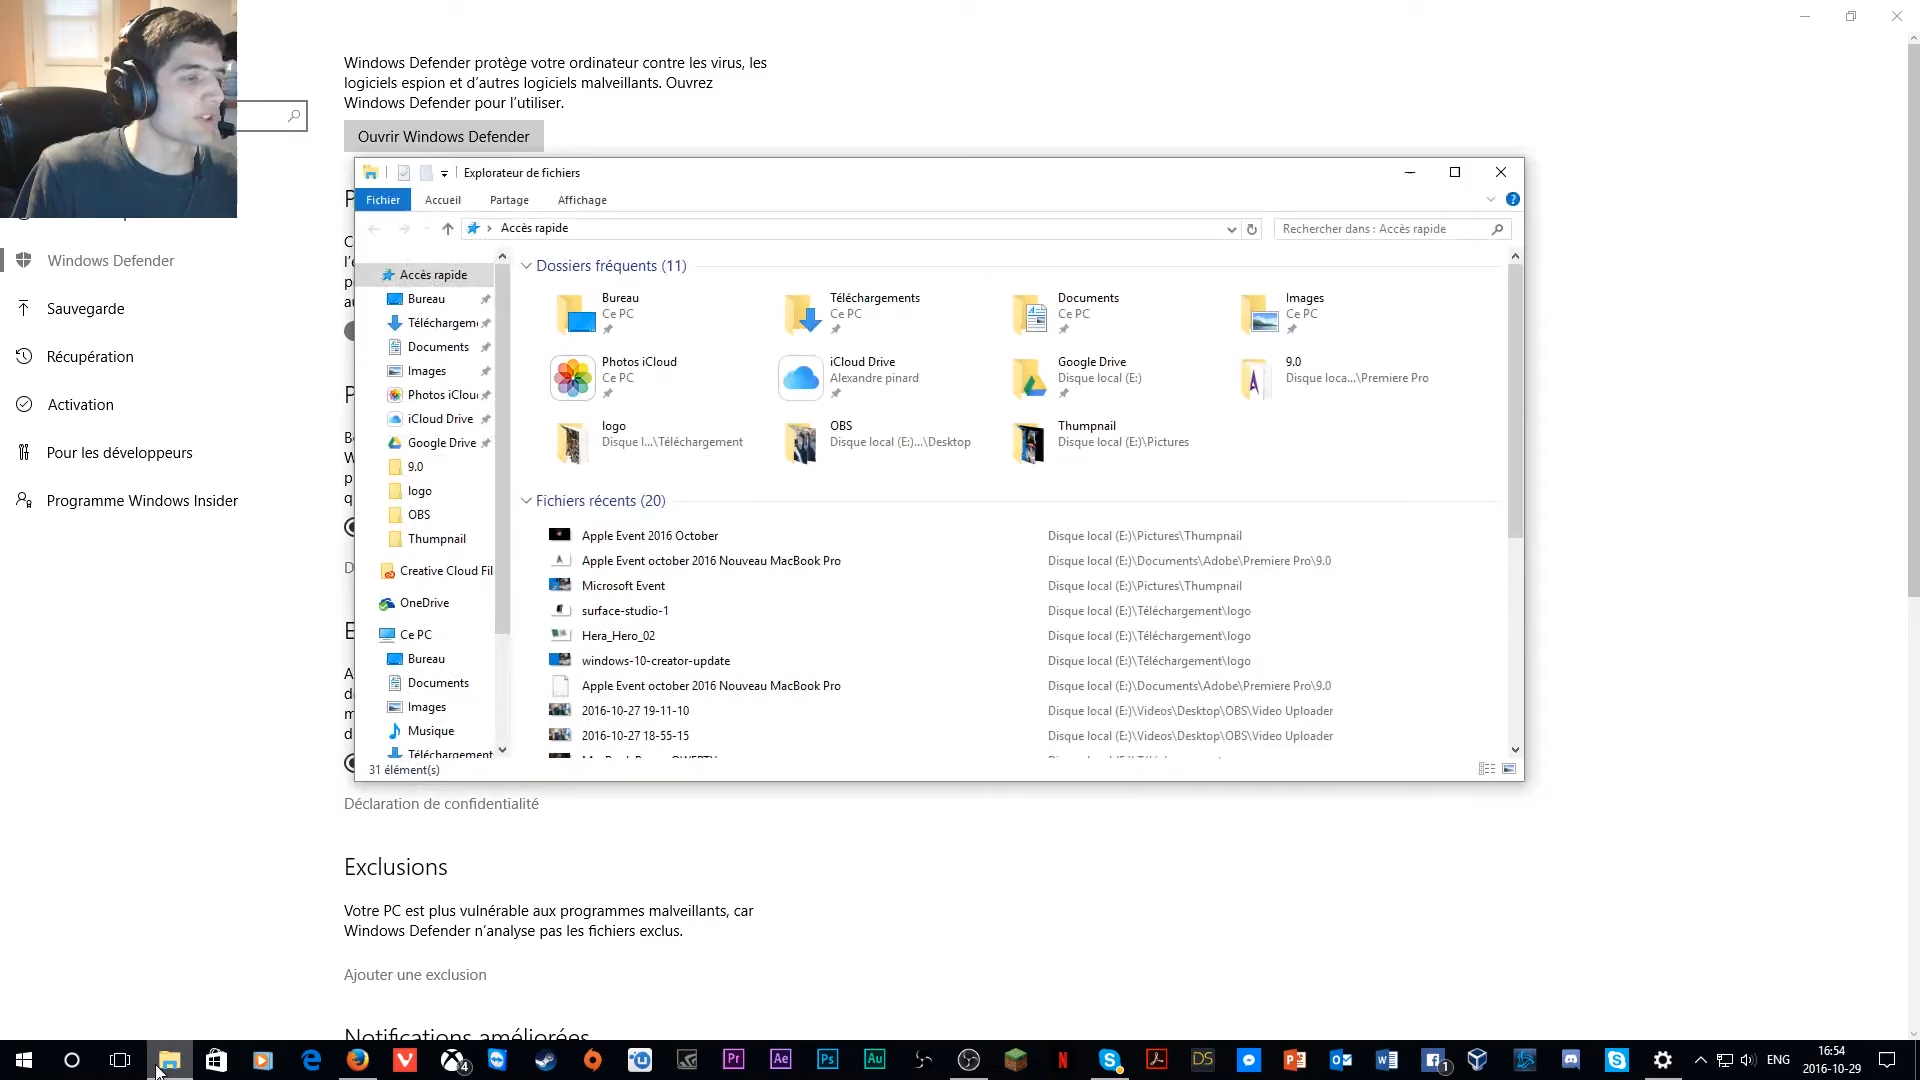 Windows Defender protège votre ordinateur contre les virus, les
logiciels espion et d'autres logiciels malveillants. Ouvrez
Windows Defender pour l'utiliser.
Ouvrir Windows Defender
Windows Defender
Sauvegarde
Récupération
Activation
Pour les développeurs
Programme Windows Insider
Explorateur de fichiers
Fichier
Accueil
Partage
Affichage
Accès rapide
Rechercher dans : Accès rapide
Accès rapide
Bureau
Téléchargem
Documents
Images
Photos iClou
iCloud Drive
Google Drive
9.0
logo
OBS
Thumpnail
Creative Cloud Fil
OneDrive
Ce PC
Bureau
Documents
Images
Musique
Téléchargement
Dossiers fréquents (11)
Bureau
Ce PC
Téléchargements
Ce PC
Documents
Ce PC
Images
Ce PC
Photos iCloud
Ce PC
iCloud Drive
Alexandre pinard
Google Drive
Disque local (E:)
9.0
Disque loca...\Premiere Pro
logo
Disque l...\Téléchargement
OBS
Disque local (E:)...\Desktop
Thumpnail
Disque local (E:)\Pictures
Fichiers récents (20)
Apple Event 2016 October Disque local (E:)\Pictures\Thumpnail
Apple Event october 2016 Nouveau MacBook Pro Disque local (E:)\Documents\Adobe\Premiere Pro\9.0
Microsoft Event Disque local (E:)\Pictures\Thumpnail
surface-studio-1 Disque local (E:)\Téléchargement\logo
Hera_Hero_02 Disque local (E:)\Téléchargement\logo
windows-10-creator-update Disque local (E:)\Téléchargement\logo
Apple Event october 2016 Nouveau MacBook Pro Disque local (E:)\Documents\Adobe\Premiere Pro\9.0
2016-10-27 19-11-10 Disque local (E:)\Videos\Desktop\OBS\Video Uploader
2016-10-27 18-55-15 Disque local (E:)\Videos\Desktop\OBS\Video Uploader
31 élément(s)
Déclaration de confidentialité
Exclusions
Votre PC est plus vulnérable aux programmes malveillants, car
Windows Defender n'analyse pas les fichiers exclus.
Ajouter une exclusion
Notifications améliorées
Pr
Ae
Ps
Au
DS
4
1
ENG
16:54
2016-10-29